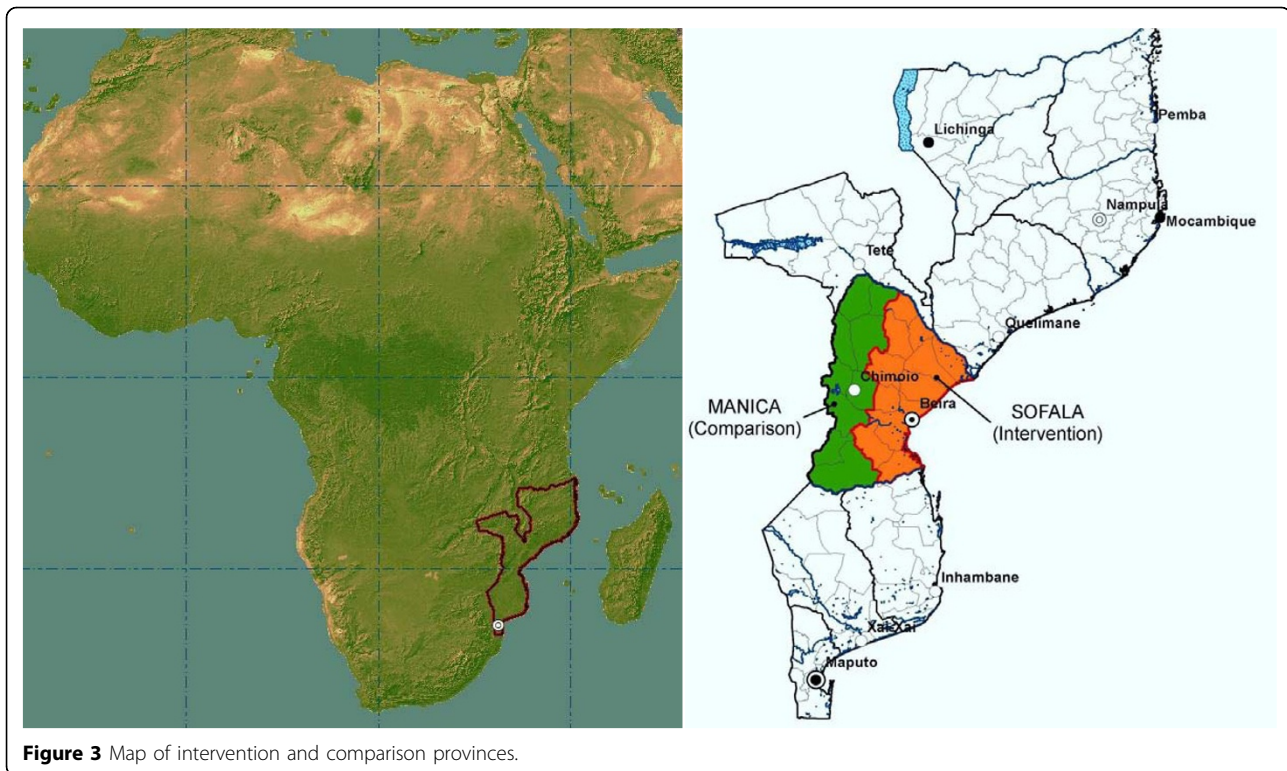 Lichinga
Pemba
Nampula
Mocambique
Tete
Quelimane
Chimoio
MANICA
(Comparison)
Beira
SOFALA
(Intervention)
Inhambane
Xai-Xai
Maputo
Figure 3 Map of intervention and comparison provinces.